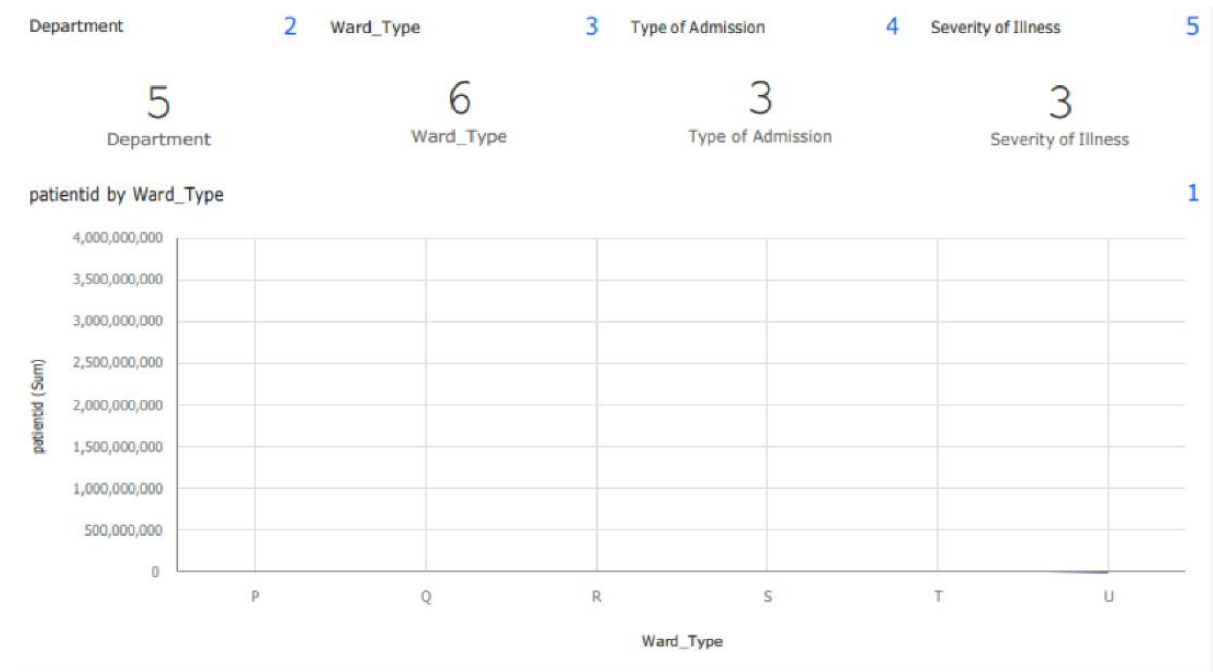 Department 2 Ward_Type 3 Type of Admission 4 Severity of Illness 5
5 6 3 3
Department Ward_Type Type of Admission Severity of Illness
patientid by Ward_Type 1
4,000,000,000
3,500,000,000
3,000,000,000
2,500,000,000
2,000,000,000
1,500,000,000
1,000,000,000
500,000,000
0
patientid (Sum)
P Q R S T U
Ward_Type